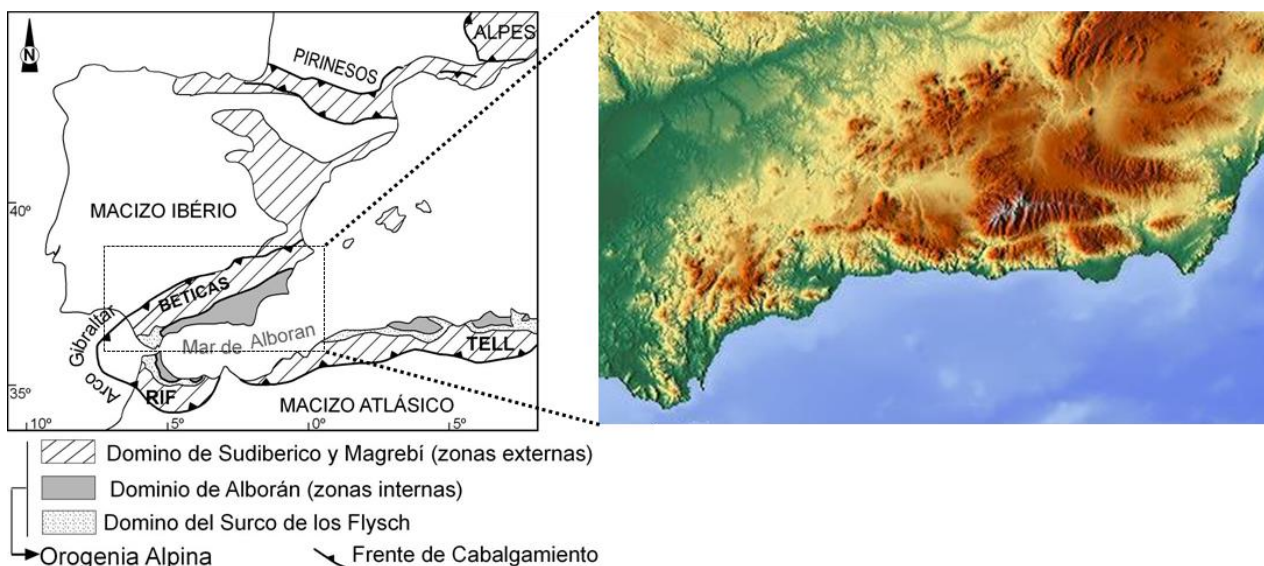 N
ALPES
PIRINESOS
40º
MACIZO IBÉRIO
BETICAS
Arco Gibraltar
Mar de Alboran
TELL
35º
RIF
MACIZO ATLÁSICO
10º
5º
0º
5º
Domino de Sudiberico y Magrebí (zonas externas)
Dominio de Alborán (zonas internas)
Domino del Surco de los Flysch
Orogenia Alpina
Frente de Cabalgamiento